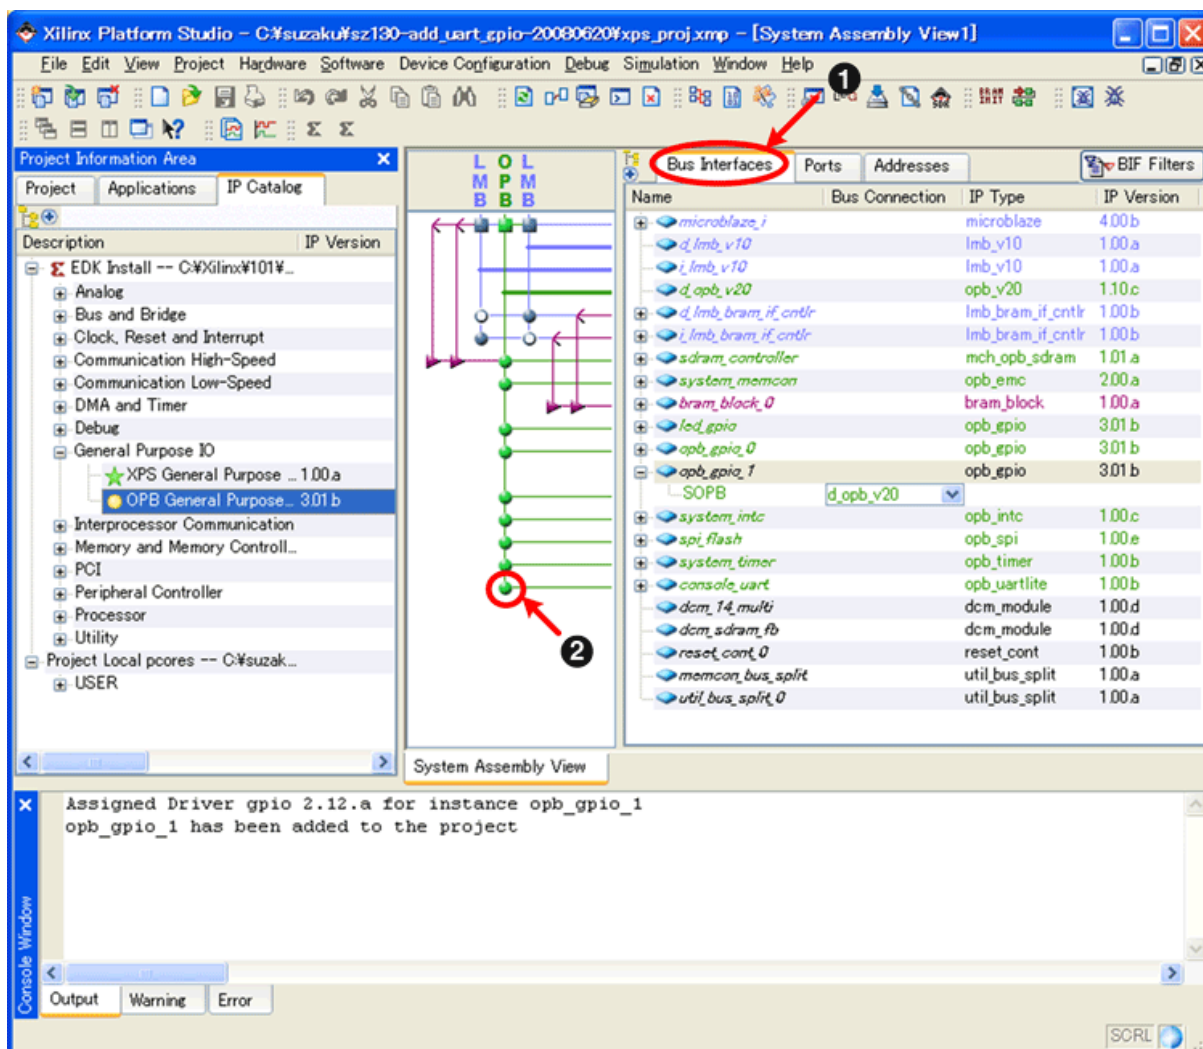 Xilinx Platform Studio - C:¥suzaku¥sz130-add_uart_gpio-20080620¥xps_proj.xmp - [System Assembly View1]
File Edit View Project Hardware Software Device Configuration Debug Simulation Window Help
1
Project Information Area
Project Applications IP Catalog
Description IP Version
EDK Install -- C:¥Xilinx¥101¥...
Analog
Bus and Bridge
Clock, Reset and Interrupt
Communication High-Speed
Communication Low-Speed
DMA and Timer
Debug
General Purpose IO
XPS General Purpose ... 1.00.a
OPB General Purpose... 3.01.b
Interprocessor Communication
Memory and Memory Controll...
PCI
Peripheral Controller
Processor
Utility
Project Local pcores -- C:¥suzak...
USER
L O L
M P M
B B B
2
System Assembly View
Bus Interfaces Ports Addresses BIF Filters
Name Bus Connection IP Type IP Version
microblaze_i microblaze 4.00.b
d_lmb_v10 lmb_v10 1.00.a
i_lmb_v10 lmb_v10 1.00.a
d_opb_v20 opb_v20 1.10.c
d_lmb_bram_if_cntlr lmb_bram_if_cntlr 1.00.b
i_lmb_bram_if_cntlr lmb_bram_if_cntlr 1.00.b
sdram_controller mch_opb_sdram 1.01.a
system_memcon opb_emc 2.00.a
bram_block_0 bram_block 1.00.a
led_gpio opb_gpio 3.01.b
opb_gpio_0 opb_gpio 3.01.b
opb_gpio_1 opb_gpio 3.01.b
SOPB d_opb_v20
system_intc opb_intc 1.00.c
spi_flash opb_spi 1.00.e
system_timer opb_timer 1.00.b
console_uart opb_uartlite 1.00.b
dcm_14_multi dcm_module 1.00.d
dcm_sdram_fb dcm_module 1.00.d
reset_cont_0 reset_cont 1.00.b
memcon_bus_split util_bus_split 1.00.a
util_bus_split_0 util_bus_split 1.00.a
Assigned Driver gpio 2.12.a for instance opb_gpio_1
opb_gpio_1 has been added to the project
Console Window
Output Warning Error
SCRL